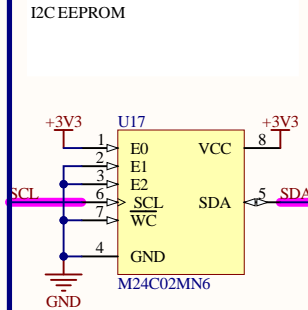 I2C EEPROM
+3V3 U17 +3V3
1 E0 VCC 8
2 E1
3 E2
SCL 6 SCL SDA 5 SDA
7 WC
4 GND
M24C02MN6
GND